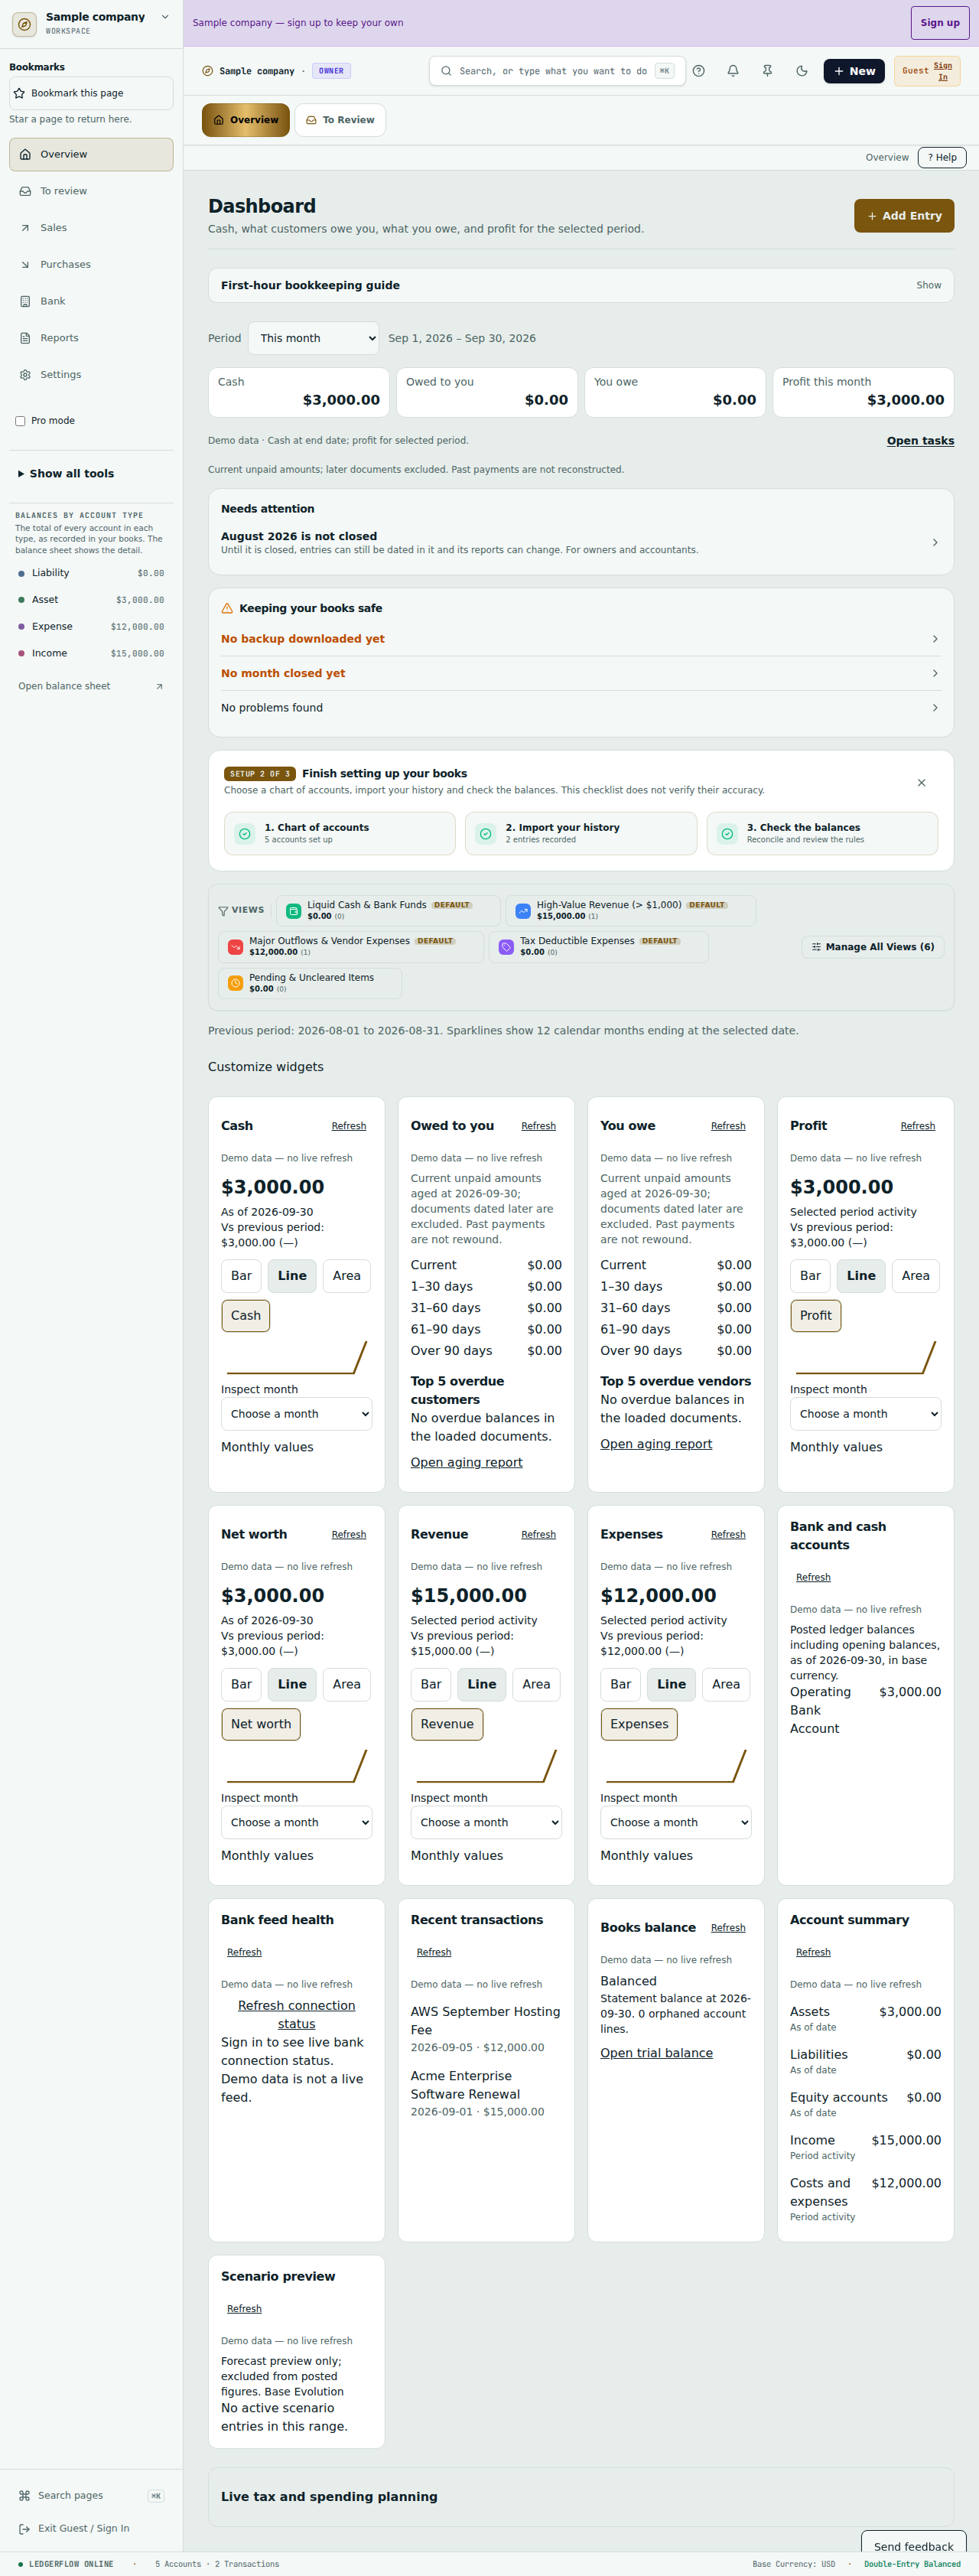 Sample company
WORKSPACE
Bookmarks
Bookmark this page
Star a page to return here.
Overview
To review
Sales
Purchases
Bank
Reports
Settings
Pro mode
Show all tools
BALANCES BY ACCOUNT TYPE
The total of every account in each
type, as recorded in your books. The
balance sheet shows the detail.
Liability $0.00
Asset $3,000.00
Expense $12,000.00
Income $15,000.00
Open balance sheet
Search pages ⌘K
Exit Guest / Sign In
Sample company — sign up to keep your own
Sign up
Sample company · OWNER
Search, or type what you want to do ⌘K
New
Guest Sign In
Overview
To Review
Overview
? Help
Dashboard
Cash, what customers owe you, what you owe, and profit for the selected period.
Add Entry
First-hour bookkeeping guide
Show
Period This month Sep 1, 2026 – Sep 30, 2026
Cash
$3,000.00
Owed to you
$0.00
You owe
$0.00
Profit this month
$3,000.00
Demo data · Cash at end date; profit for selected period.
Open tasks
Current unpaid amounts; later documents excluded. Past payments are not reconstructed.
Needs attention
August 2026 is not closed
Until it is closed, entries can still be dated in it and its reports can change. For owners and accountants.
Keeping your books safe
No backup downloaded yet
No month closed yet
No problems found
SETUP 2 OF 3 Finish setting up your books
Choose a chart of accounts, import your history and check the balances. This checklist does not verify their accuracy.
1. Chart of accounts
5 accounts set up
2. Import your history
2 entries recorded
3. Check the balances
Reconcile and review the rules
VIEWS
Liquid Cash & Bank Funds DEFAULT
$0.00 (0)
High-Value Revenue (> $1,000) DEFAULT
$15,000.00 (1)
Major Outflows & Vendor Expenses DEFAULT
$12,000.00 (1)
Tax Deductible Expenses DEFAULT
$0.00 (0)
Pending & Uncleared Items
$0.00 (0)
Manage All Views (6)
Previous period: 2026-08-01 to 2026-08-31. Sparklines show 12 calendar months ending at the selected date.
Customize widgets
Cash Refresh
Demo data — no live refresh
$3,000.00
As of 2026-09-30
Vs previous period:
$3,000.00 (—)
Bar Line Area
Cash
Inspect month
Choose a month
Monthly values
Owed to you Refresh
Demo data — no live refresh
Current unpaid amounts
aged at 2026-09-30;
documents dated later are
excluded. Past payments
are not rewound.
Current $0.00
1–30 days $0.00
31–60 days $0.00
61–90 days $0.00
Over 90 days $0.00
Top 5 overdue
customers
No overdue balances in
the loaded documents.
Open aging report
You owe Refresh
Demo data — no live refresh
Current unpaid amounts
aged at 2026-09-30;
documents dated later are
excluded. Past payments
are not rewound.
Current $0.00
1–30 days $0.00
31–60 days $0.00
61–90 days $0.00
Over 90 days $0.00
Top 5 overdue vendors
No overdue balances in
the loaded documents.
Open aging report
Profit Refresh
Demo data — no live refresh
$3,000.00
Selected period activity
Vs previous period:
$3,000.00 (—)
Bar Line Area
Profit
Inspect month
Choose a month
Monthly values
Net worth Refresh
Demo data — no live refresh
$3,000.00
As of 2026-09-30
Vs previous period:
$3,000.00 (—)
Bar Line Area
Net worth
Inspect month
Choose a month
Monthly values
Revenue Refresh
Demo data — no live refresh
$15,000.00
Selected period activity
Vs previous period:
$15,000.00 (—)
Bar Line Area
Revenue
Inspect month
Choose a month
Monthly values
Expenses Refresh
Demo data — no live refresh
$12,000.00
Selected period activity
Vs previous period:
$12,000.00 (—)
Bar Line Area
Expenses
Inspect month
Choose a month
Monthly values
Bank and cash
accounts
Refresh
Demo data — no live refresh
Posted ledger balances
including opening balances,
as of 2026-09-30, in base
currency.
Operating $3,000.00
Bank
Account
Bank feed health
Refresh
Demo data — no live refresh
Refresh connection
status
Sign in to see live bank
connection status.
Demo data is not a live
feed.
Recent transactions
Refresh
Demo data — no live refresh
AWS September Hosting
Fee
2026-09-05 · $12,000.00
Acme Enterprise
Software Renewal
2026-09-01 · $15,000.00
Books balance Refresh
Demo data — no live refresh
Balanced
Statement balance at 2026-
09-30. 0 orphaned account
lines.
Open trial balance
Account summary
Refresh
Demo data — no live refresh
Assets $3,000.00
As of date
Liabilities $0.00
As of date
Equity accounts $0.00
As of date
Income $15,000.00
Period activity
Costs and $12,000.00
expenses
Period activity
Scenario preview
Refresh
Demo data — no live refresh
Forecast preview only;
excluded from posted
figures. Base Evolution
No active scenario
entries in this range.
Live tax and spending planning
Send feedback
LEDGERFLOW ONLINE · 5 Accounts · 2 Transactions
Base Currency: USD · Double-Entry Balanced